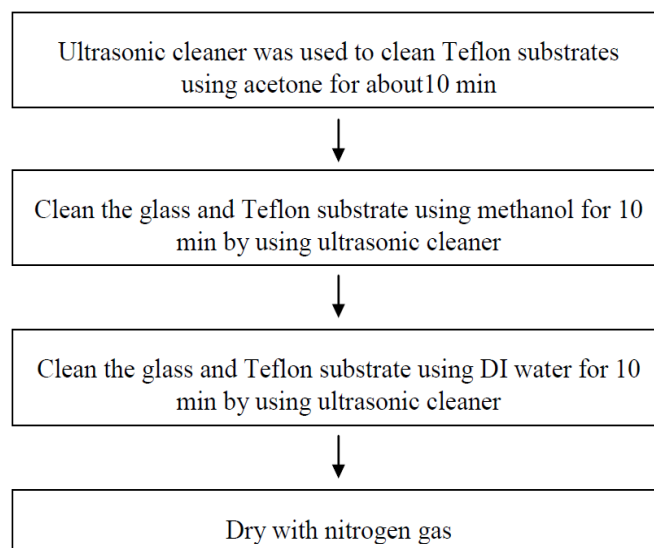 Ultrasonic cleaner was used to clean Teflon substrates
using acetone for about10 min
Clean the glass and Teflon substrate using methanol for 10
min by using ultrasonic cleaner
Clean the glass and Teflon substrate using DI water for 10
min by using ultrasonic cleaner
Dry with nitrogen gas